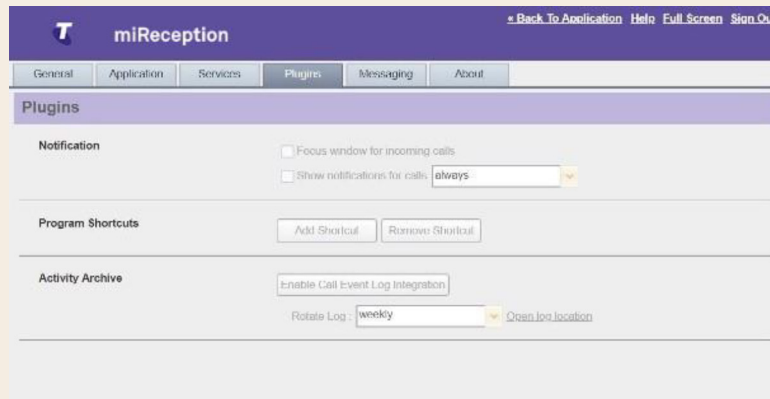 « Back To Application Help Full Screen Sign Ou
T miReception
General Application Services Plugins Messaging About
Plugins
Notification
Focus window for incoming calls
Show notifications for calls always
Program Shortcuts
Add Shortcut Remove Shortcut
Activity Archive
Enable Call Event Log Integration
Rotate Log : weekly Open log location